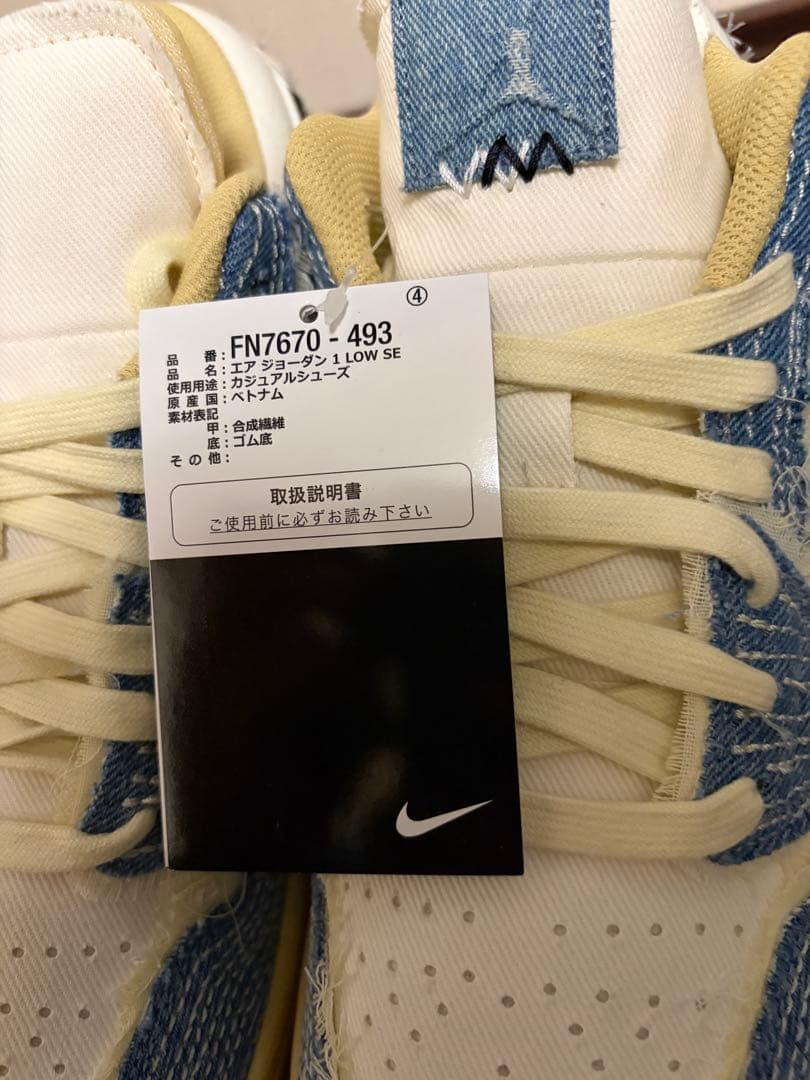 ④
品 番 : FN7670 - 493
品 名 : エア ジョーダン 1 LOW SE
使用用途 : カジュアルシューズ
原 産 国 : ベトナム
素材表記
甲 : 合成繊維
底 : ゴム底
そ の 他 :
取扱説明書
ご使用前に必ずお読み下さい